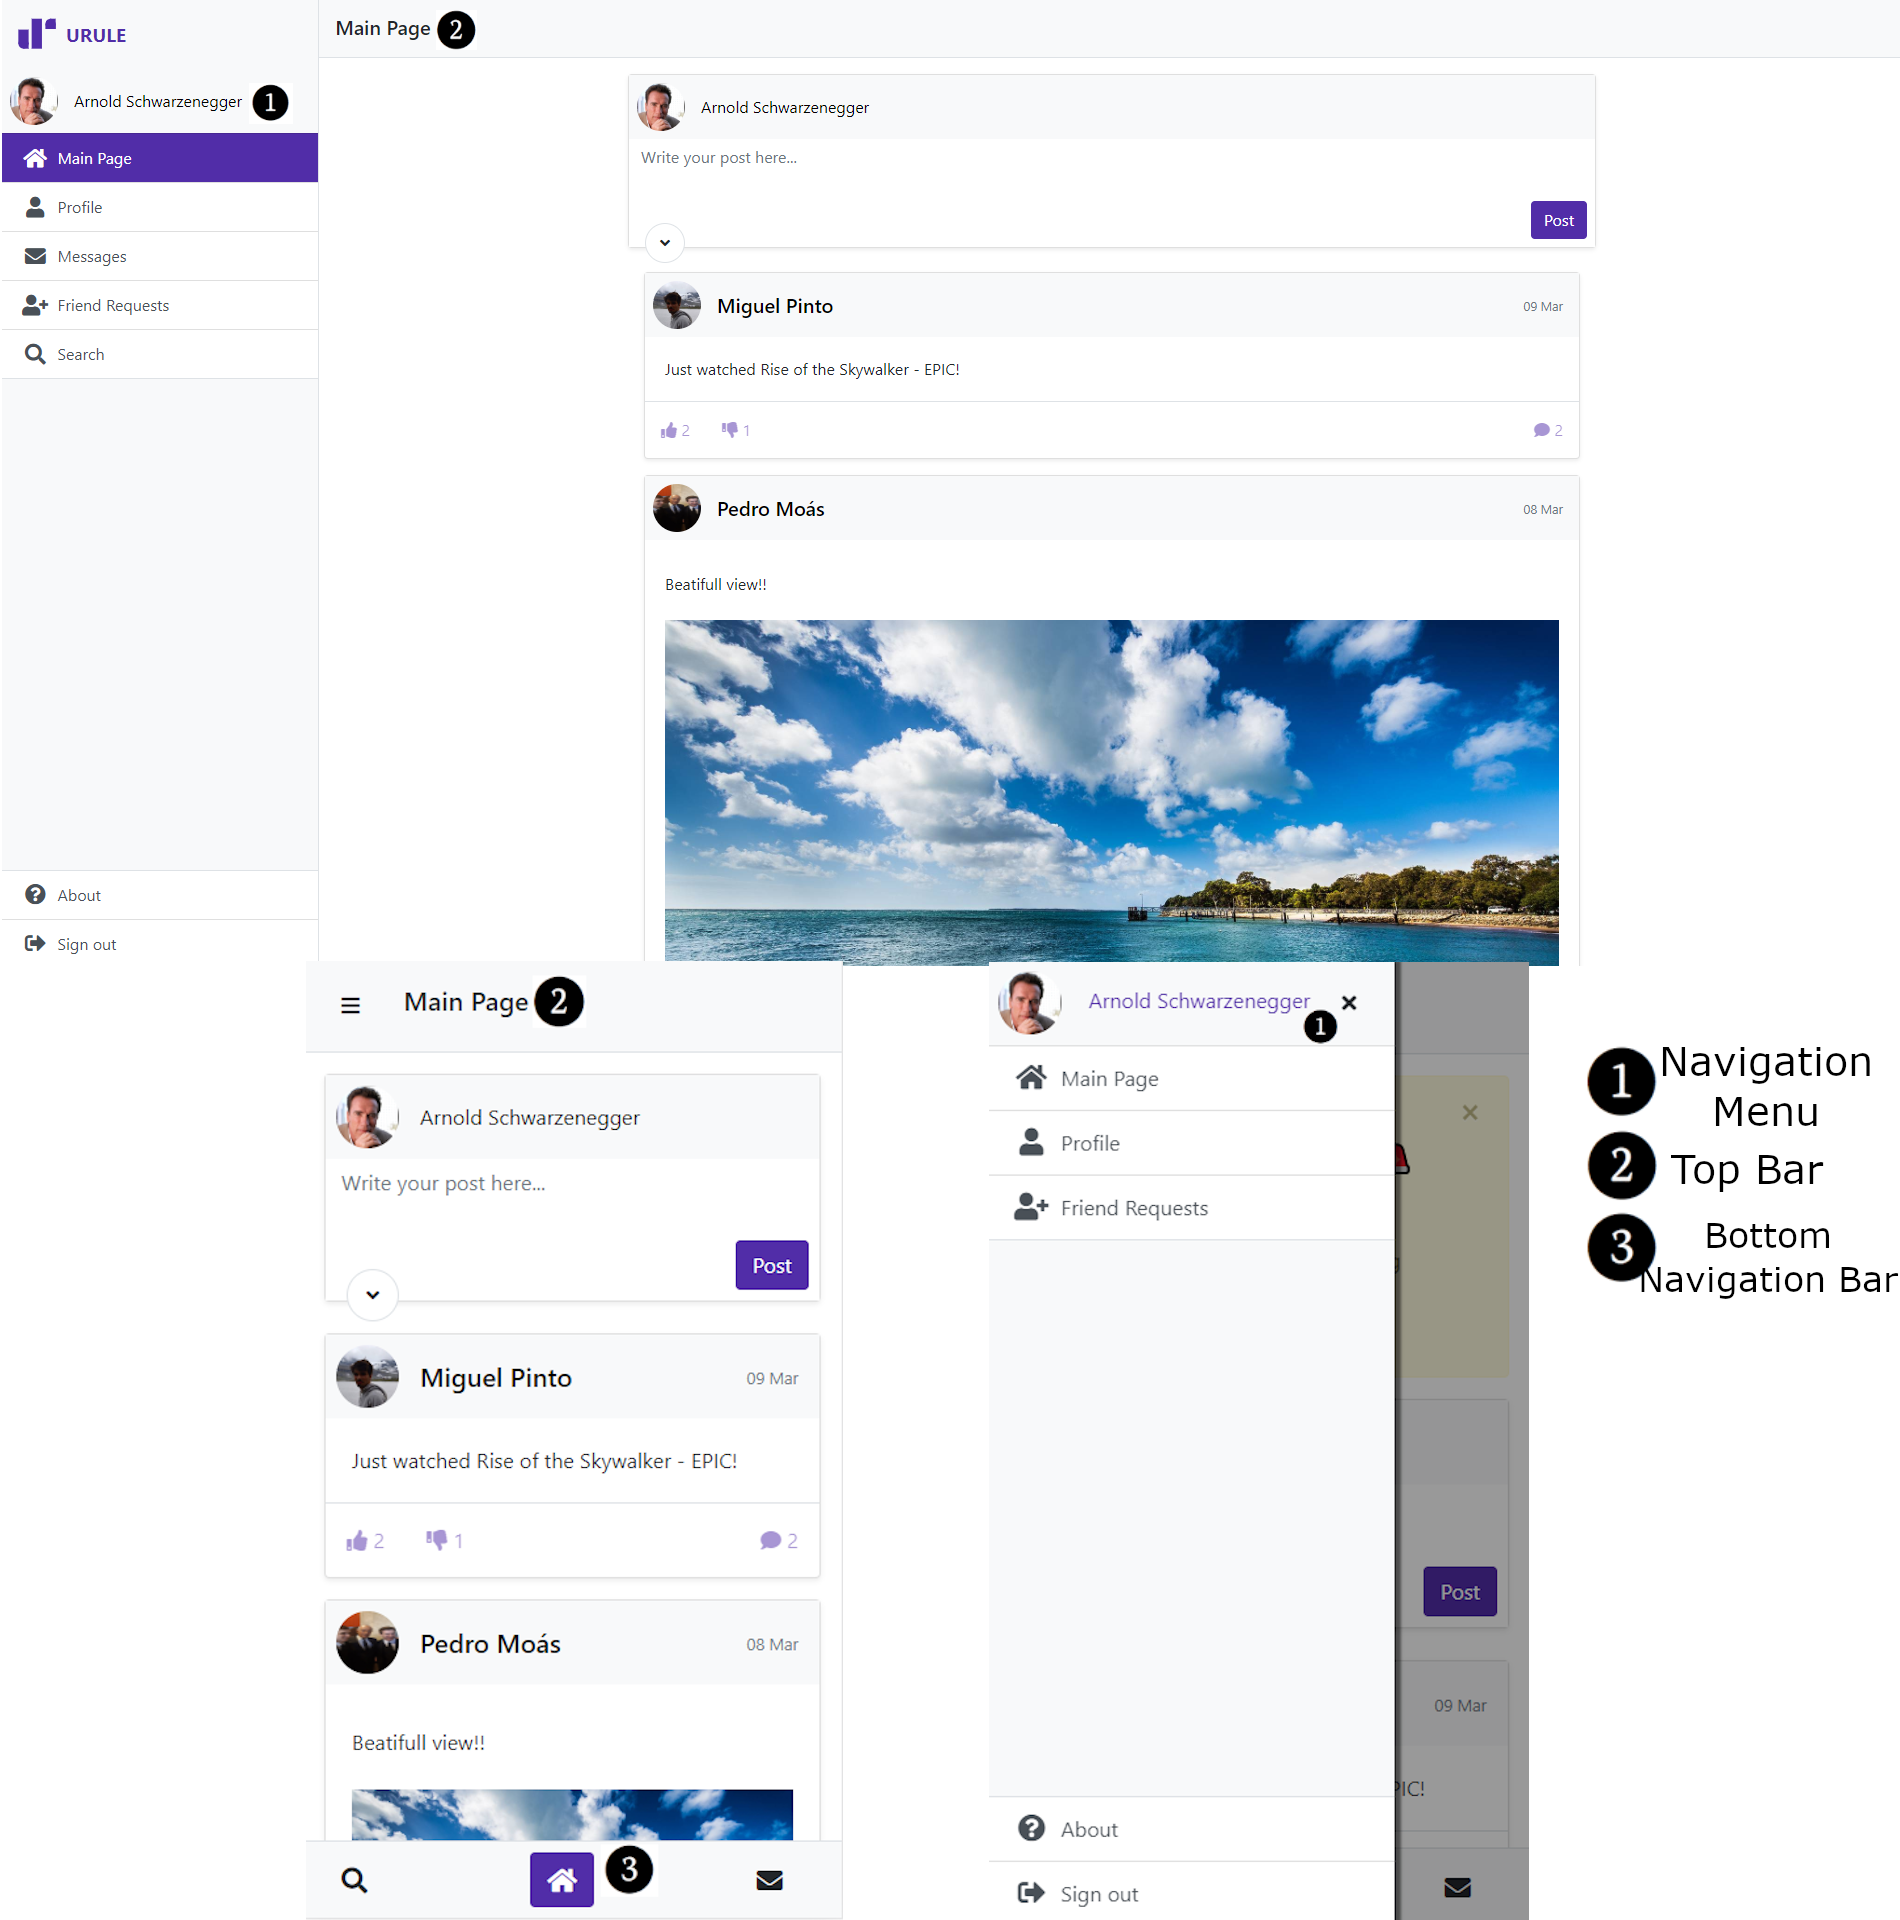 URULE
Arnold Schwarzenegger 1
Main Page
Profile
Messages
Friend Requests
Search
About
Sign out
Main Page 2
Arnold Schwarzenegger
Write your post here...
Post
Miguel Pinto 09 Mar
Just watched Rise of the Skywalker - EPIC!
2 1 2
Pedro Moás 08 Mar
Beatifull view!!
Main Page 2
Arnold Schwarzenegger
Write your post here...
Post
Miguel Pinto 09 Mar
Just watched Rise of the Skywalker - EPIC!
2 1 2
Pedro Moás 08 Mar
Beatifull view!!
3
Arnold Schwarzenegger
1
Main Page
Profile
Friend Requests
About
Sign out
Post
09 Mar
PIC!
1 Navigation
Menu
2 Top Bar
3 Bottom
Navigation Bar